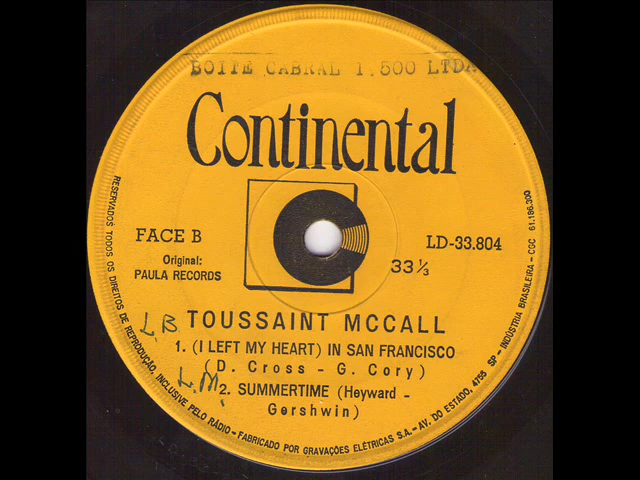 BOITE CABRAL 1.500 LTDA
Continental
FACE B
LD-33.804
Original:
PAULA RECORDS
33 1/3
L.B
TOUSSAINT MCCALL
1. (I LEFT MY HEART) IN SAN FRANCISCO
(D. Cross - G. Cory)
L.M.
2. SUMMERTIME (Heyward -
Gershwin)
RESERVADOS TODOS OS DIREITOS DE REPRODUÇÃO, INCLUSIVE PELO RÁDIO - FABRICADO POR GRAVAÇÕES ELÉTRICAS S.A. - AV. DO ESTADO, 4755 SP - INDÚSTRIA BRASILEIRA - CGC 61.186.300